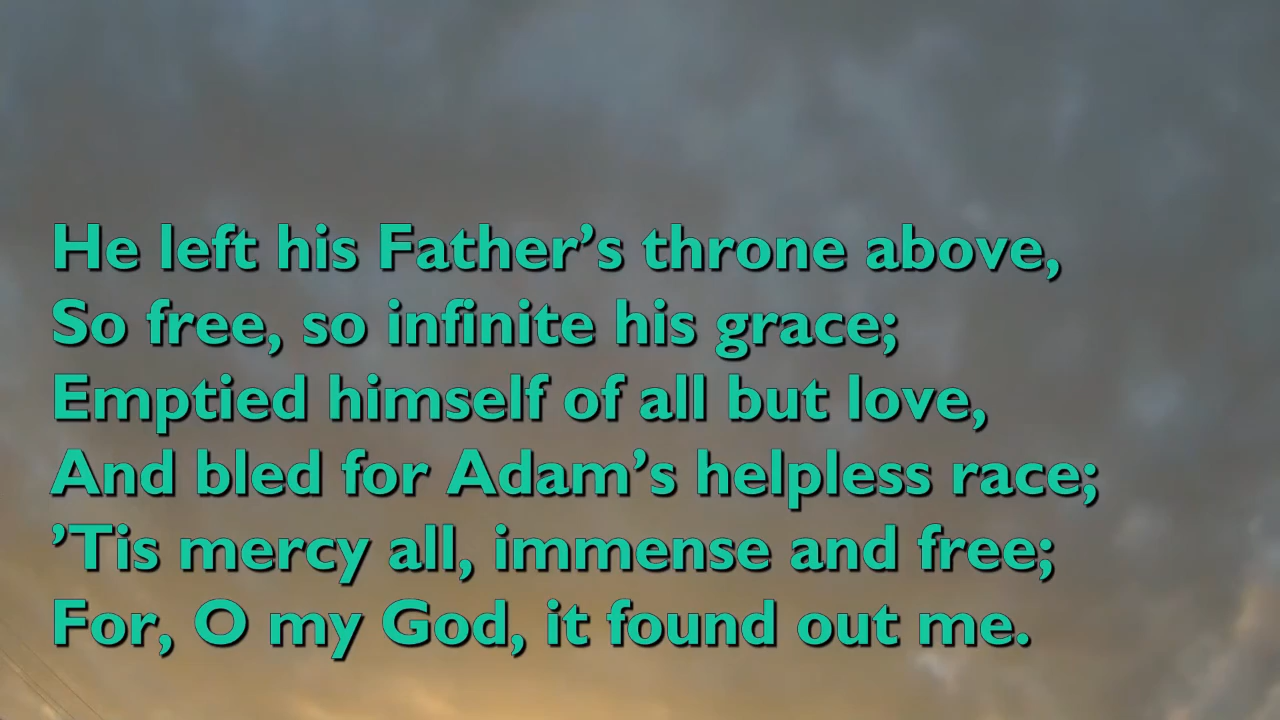 He left his Father’s throne above,
So free, so infinite his grace;
Emptied himself of all but love,
And bled for Adam’s helpless race;
’Tis mercy all, immense and free;
For, O my God, it found out me.